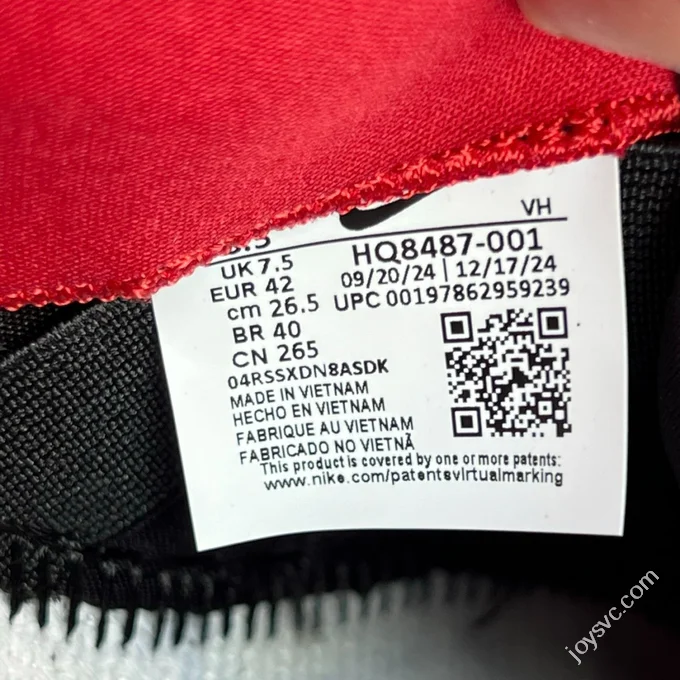 VH
UK 7.5
EUR 42
cm 26.5
BR 40
CN 265
HQ8487-001
09/20/24 | 12/17/24
UPC 00197862959239
04RSSXDN8ASDK
MADE IN VIETNAM
HECHO EN VIETNAM
FABRIQUE AU VIETNAM
FABRICADO NO VIETNÃ
This product is covered by one or more patents:
www.nike.com/patentsvirtualmarking
joysvc.com